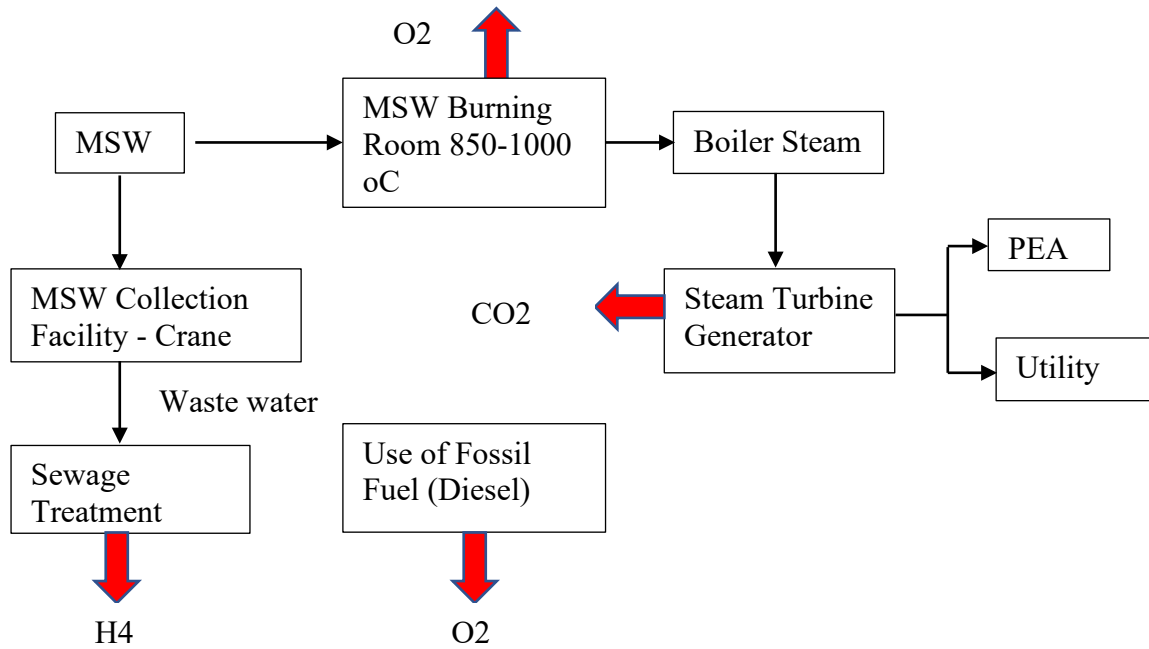 O2
MSW
MSW Burning
Room 850-1000
oC
Boiler Steam
PEA
MSW Collection
Facility - Crane
CO2
Steam Turbine
Generator
Utility
Waste water
Sewage
Treatment
Use of Fossil
Fuel (Diesel)
H4
O2